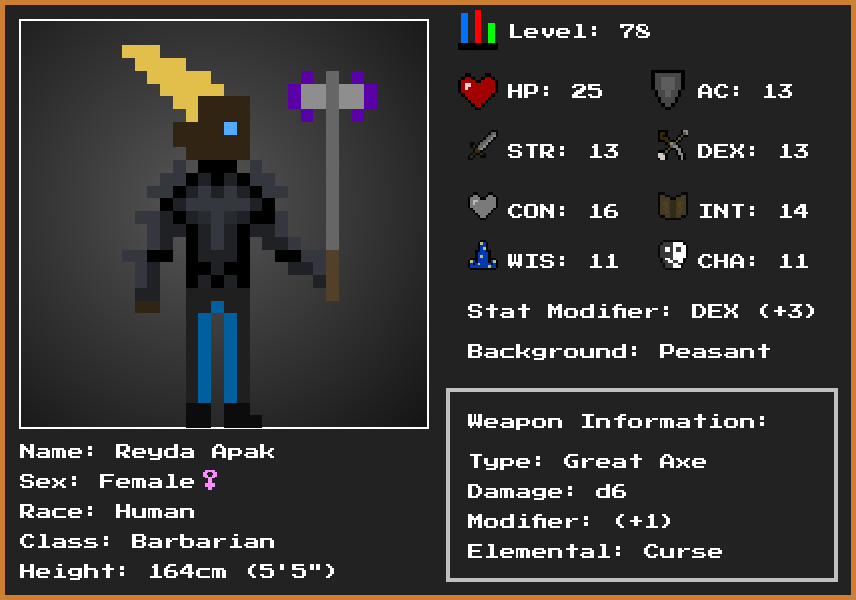 Level: 78
HP: 25 AC: 13
STR: 13 DEX: 13
CON: 16 INT: 14
WIS: 11 CHA: 11
Stat Modifier: DEX (+3)
Background: Peasant
Weapon Information:
Type: Great Axe
Damage: d6
Modifier: (+1)
Elemental: Curse
Name: Reyda Apak
Sex: Female♀
Race: Human
Class: Barbarian
Height: 164cm (5'5")